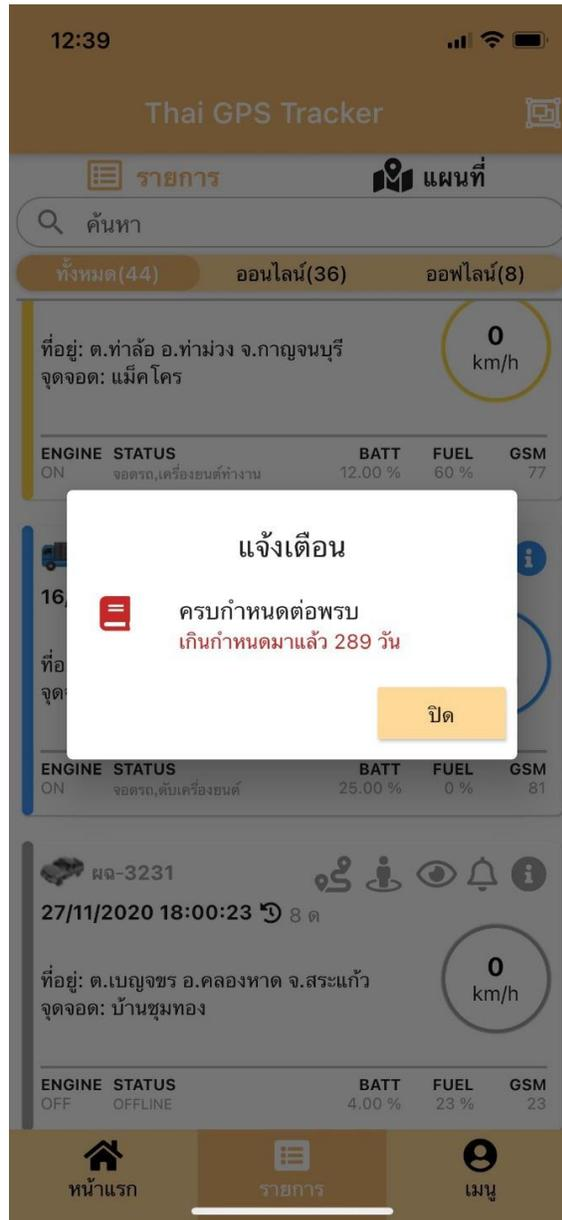 12:39
Thai GPS Tracker
รายการ แผนที่
ค้นหา
ทั้งหมด(44) ออนไลน์(36) ออฟไลน์(8)
ที่อยู่: ต.ท่าล้อ อ.ท่าม่วง จ.กาญจนบุรี
จุดจอด: แม็คโคร
0
km/h
ENGINE STATUS BATT FUEL GSM
ON จอดรถ,เครื่องยนต์ทำงาน 12.00 % 60 % 77
แจ้งเตือน
16/
ครบกำหนดต่อพรบ
เกินกำหนดมาแล้ว 289 วัน
ที่อ
จุด
ปิด
ENGINE STATUS BATT FUEL GSM
ON จอดรถ,ดับเครื่องยนต์ 25.00 % 0 % 81
ผฉ-3231
27/11/2020 18:00:23 8 ด
ที่อยู่: ต.เบญจขร อ.คลองหาด จ.สระแก้ว
จุดจอด: บ้านชุมทอง
0
km/h
ENGINE STATUS BATT FUEL GSM
OFF OFFLINE 4.00 % 23 % 23
หน้าแรก รายการ เมนู